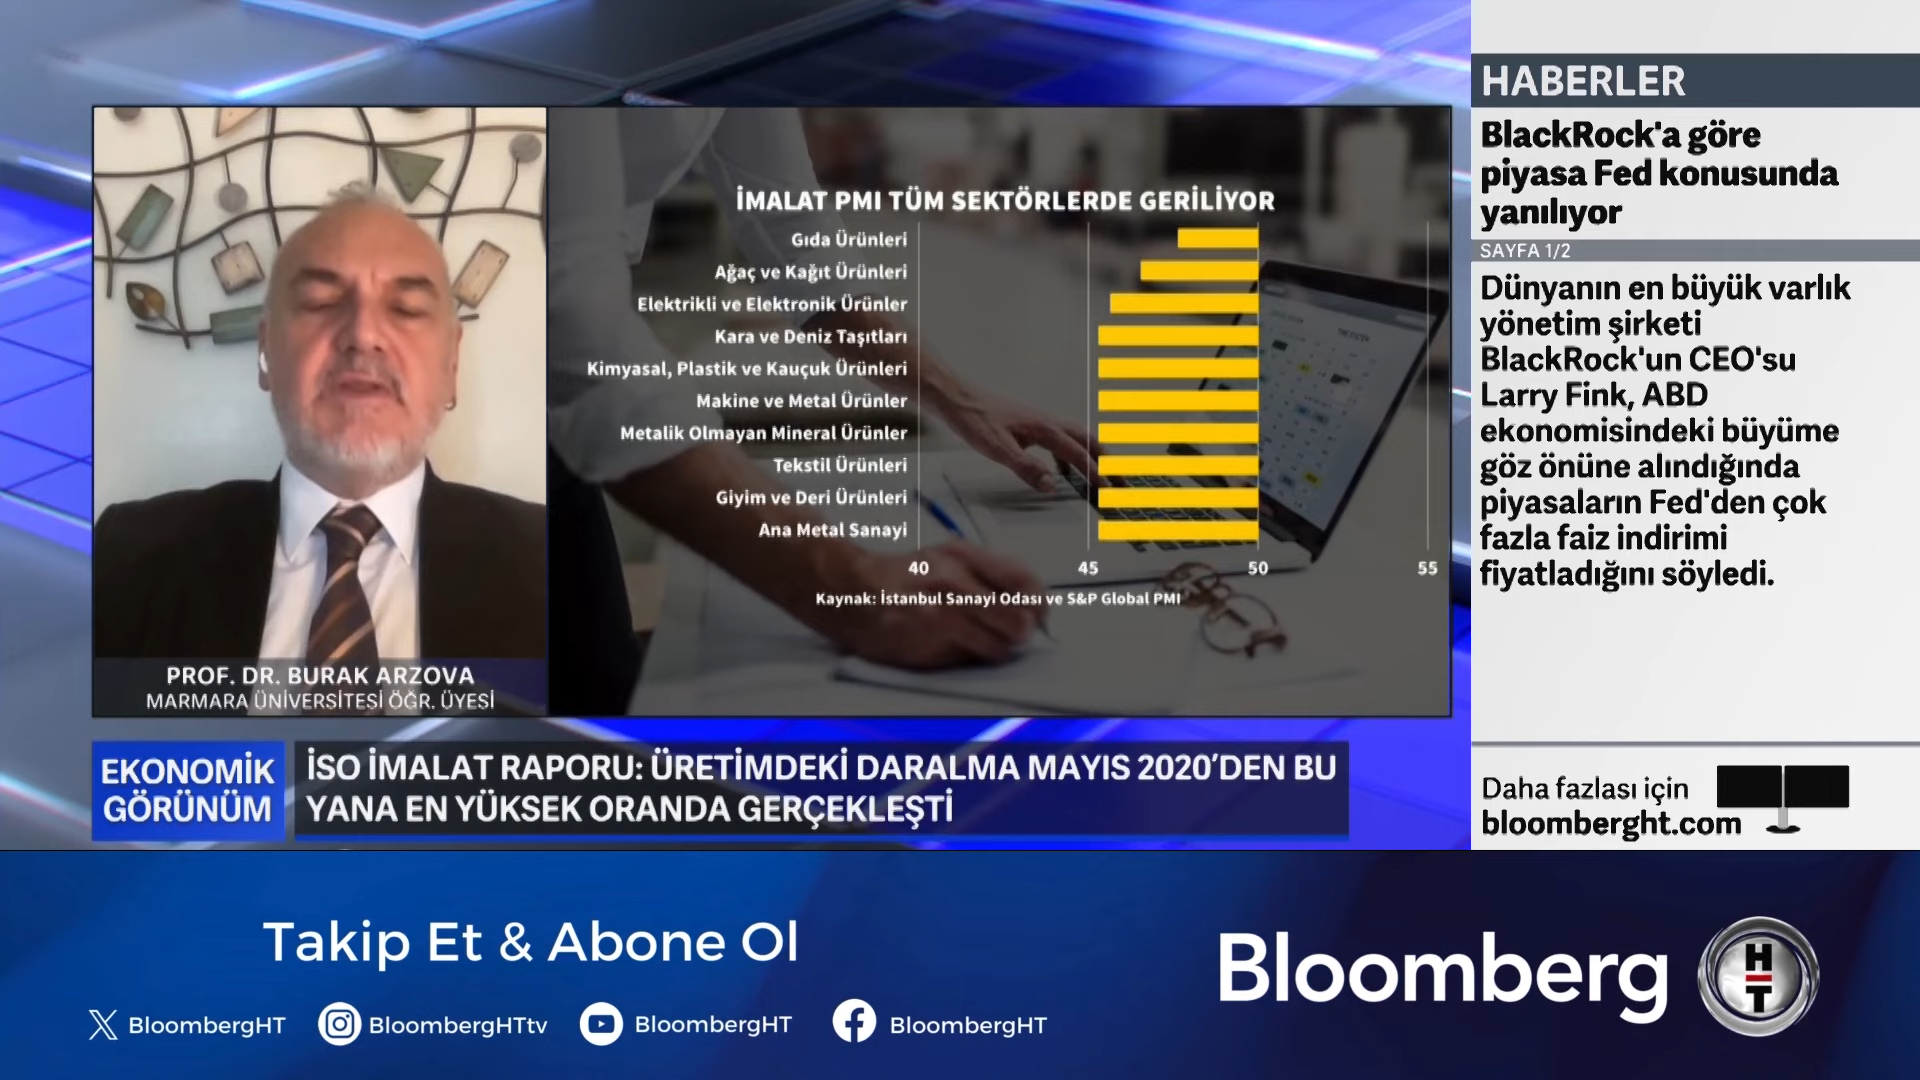 İMALAT PMI TÜM SEKTÖRLERDE GERİLİYOR
Gıda Ürünleri
Ağaç ve Kağıt Ürünleri
Elektrikli ve Elektronik Ürünler
Kara ve Deniz Taşıtları
Kimyasal, Plastik ve Kauçuk Ürünleri
Makine ve Metal Ürünler
Metalik Olmayan Mineral Ürünler
Tekstil Ürünleri
Giyim ve Deri Ürünleri
Ana Metal Sanayi
40 45 50 55
Kaynak: İstanbul Sanayi Odası ve S&P Global PMI
PROF. DR. BURAK ARZOVA
MARMARA ÜNİVERSİTESİ ÖĞR. ÜYESİ
EKONOMİK
GÖRÜNÜM
İSO İMALAT RAPORU: ÜRETİMDEKİ DARALMA MAYIS 2020'DEN BU
YANA EN YÜKSEK ORANDA GERÇEKLEŞTİ
HABERLER
BlackRock'a göre
piyasa Fed konusunda
yanılıyor
SAYFA 1/2
Dünyanın en büyük varlık
yönetim şirketi
BlackRock'un CEO'su
Larry Fink, ABD
ekonomisindeki büyüme
göz önüne alındığında
piyasaların Fed'den çok
fazla faiz indirimi
fiyatladığını söyledi.
Daha fazlası için
bloomberght.com
Takip Et & Abone Ol
BloombergHT BloombergHTtv BloombergHT BloombergHT
Bloomberg HT